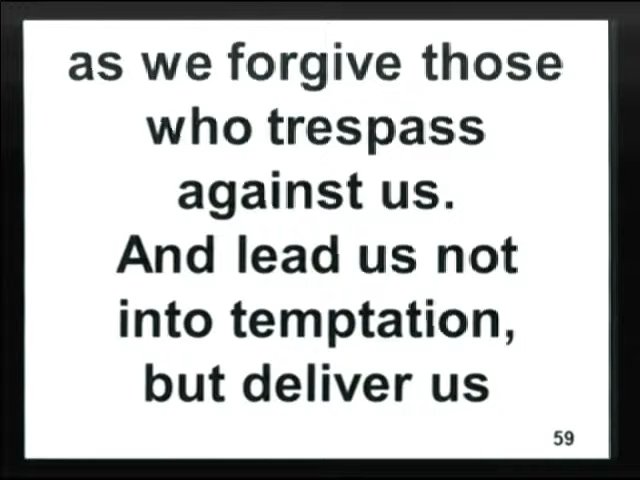 as we forgive those
who trespass
against us.
And lead us not
into temptation,
but deliver us
59